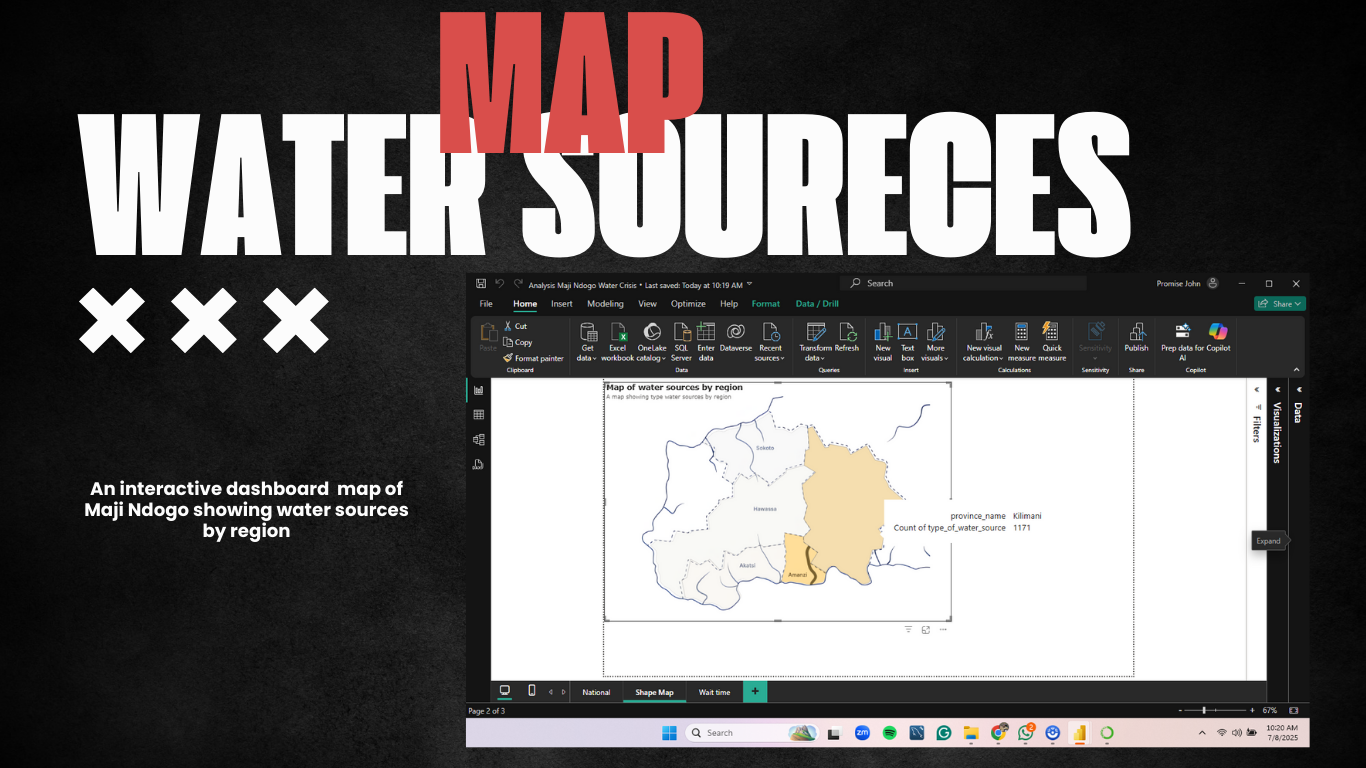 MAP
WATER SOURECES
An interactive dashboard  map of
Maji Ndogo showing water sources
by region
Analysis Maji Ndogo Water Crisis • Last saved: Today at 10:19 AM
Search
Promise John
File Home Insert Modeling View Optimize Help Format Data / Drill
Share
Paste
Cut
Copy
Format painter
Clipboard
Get data
Excel workbook
OneLake catalog
SQL Server
Enter data
Dataverse
Recent sources
Data
Transform data
Refresh
Queries
New visual
Text box
More visuals
Insert
New visual calculation
New measure
Quick measure
Calculations
Sensitivity
Sensitivity
Publish
Share
Prep data for AI
Copilot
Copilot
Map of water sources by region
A map showing type water sources by region
Sokoto
Hawassa
Akatsi
Amanzi
province_name Kilimani
Count of type_of_water_source 1171
Filters
Visualizations
Data
Expand
National
Shape Map
Wait time
+
Page 2 of 3
- + 67%
Search
zm
2
10:20 AM
7/8/2025